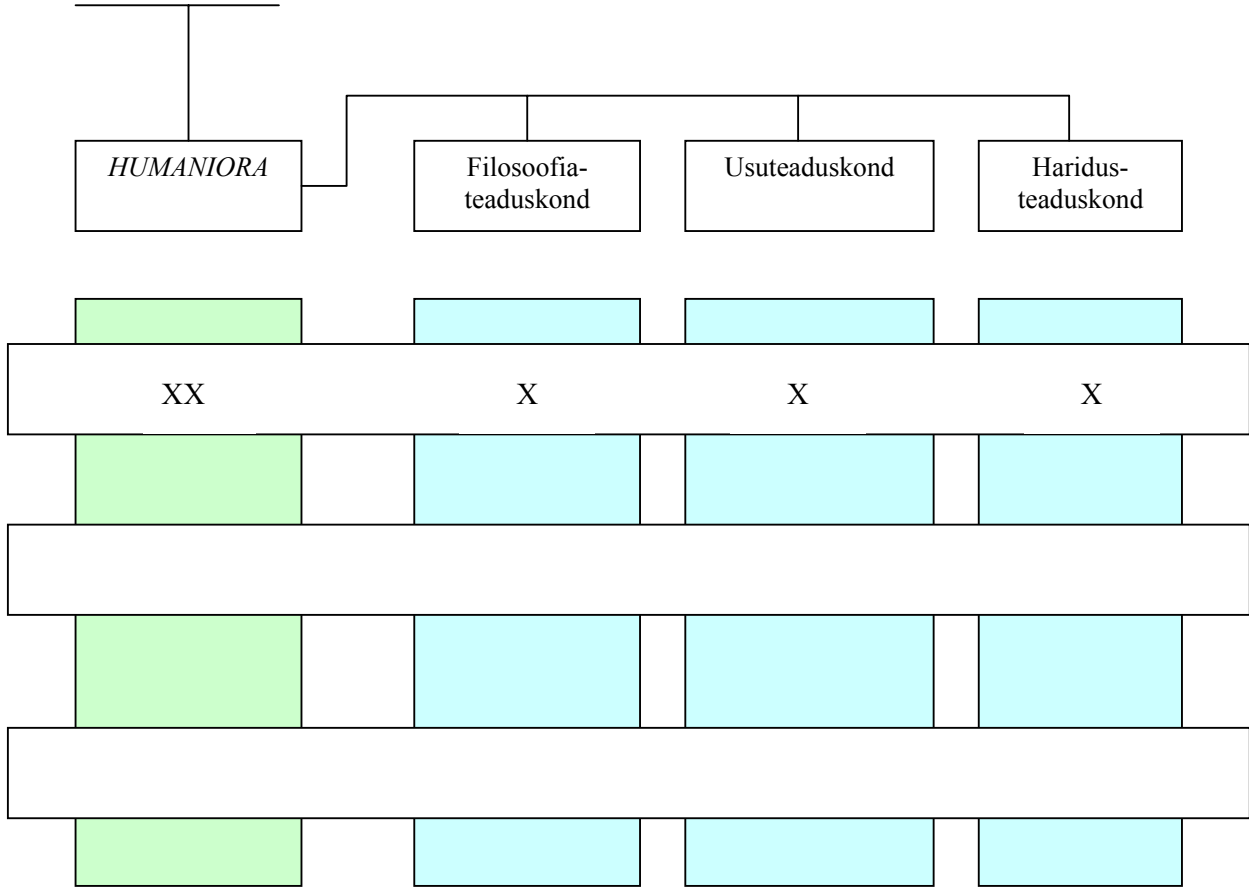 HUMANIORA
Filosoofia-
teaduskond
Usuteaduskond
Haridus-
teaduskond
XX X X X